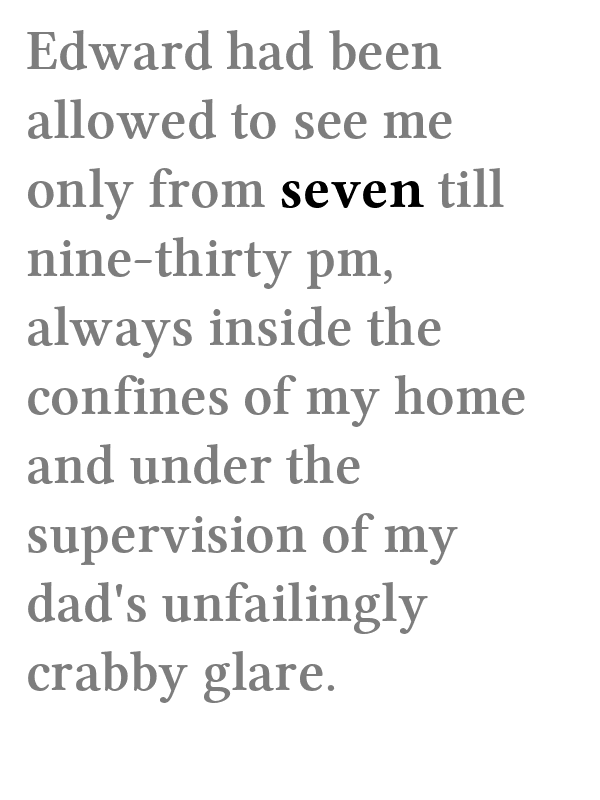 Edward had been
allowed to see me
only from seven till
nine-thirty pm,
always inside the
confines of my home
and under the
supervision of my
dad's unfailingly
crabby glare.